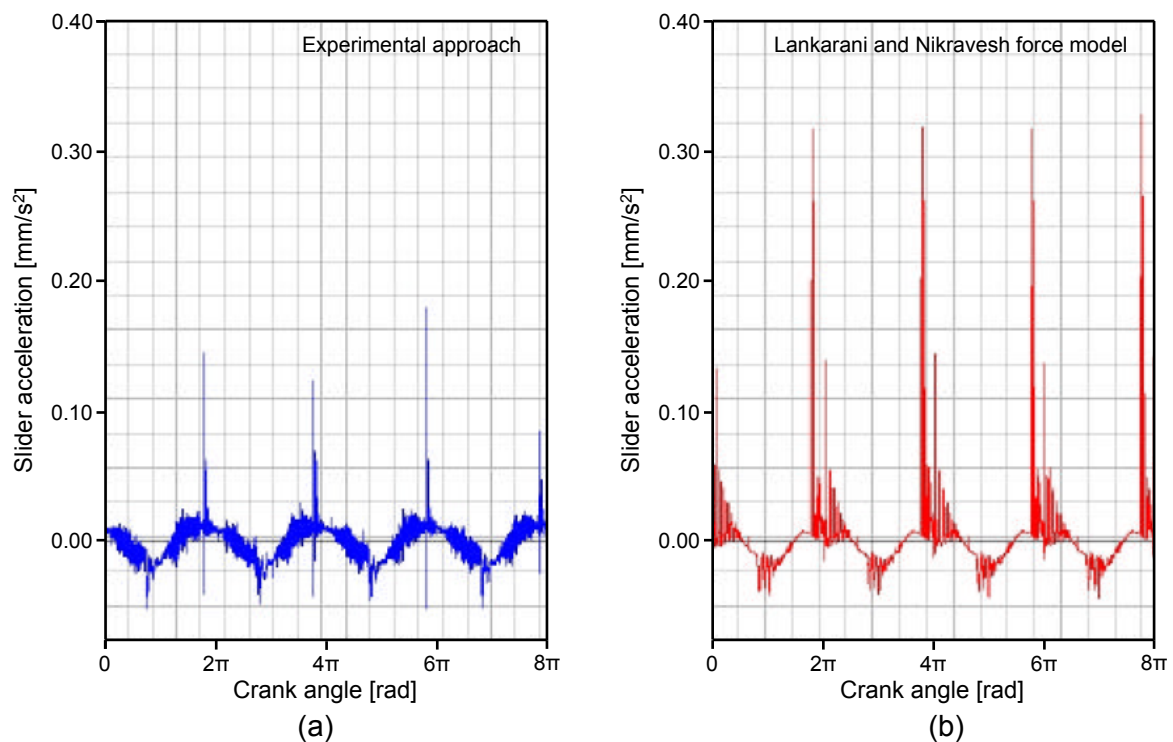 Experimental approach
Slider acceleration [mm/s²]
0.40
0.30
0.20
0.10
0.00
0
2π
4π
6π
8π
Crank angle [rad]
(a)
Lankarani and Nikravesh force model
Slider acceleration [mm/s²]
0.40
0.30
0.20
0.10
0.00
0
2π
4π
6π
8π
Crank angle [rad]
(b)